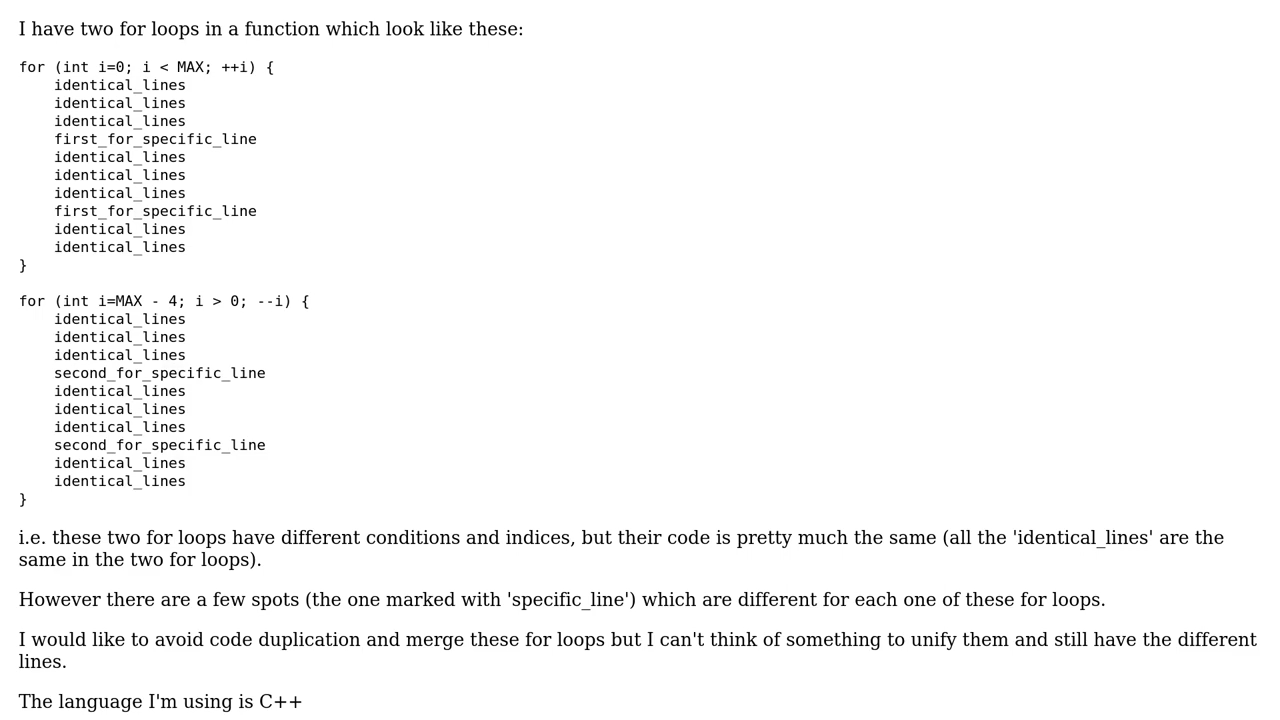 I have two for loops in a function which look like these:
for (int i=0; i < MAX; ++i) {
    identical_lines
    identical_lines
    identical_lines
    first_for_specific_line
    identical_lines
    identical_lines
    identical_lines
    first_for_specific_line
    identical_lines
    identical_lines
}
for (int i=MAX - 4; i > 0; --i) {
    identical_lines
    identical_lines
    identical_lines
    second_for_specific_line
    identical_lines
    identical_lines
    identical_lines
    second_for_specific_line
    identical_lines
    identical_lines
}
i.e. these two for loops have different conditions and indices, but their code is pretty much the same (all the 'identical_lines' are the
same in the two for loops).
However there are a few spots (the one marked with 'specific_line') which are different for each one of these for loops.
I would like to avoid code duplication and merge these for loops but I can't think of something to unify them and still have the different
lines.
The language I'm using is C++